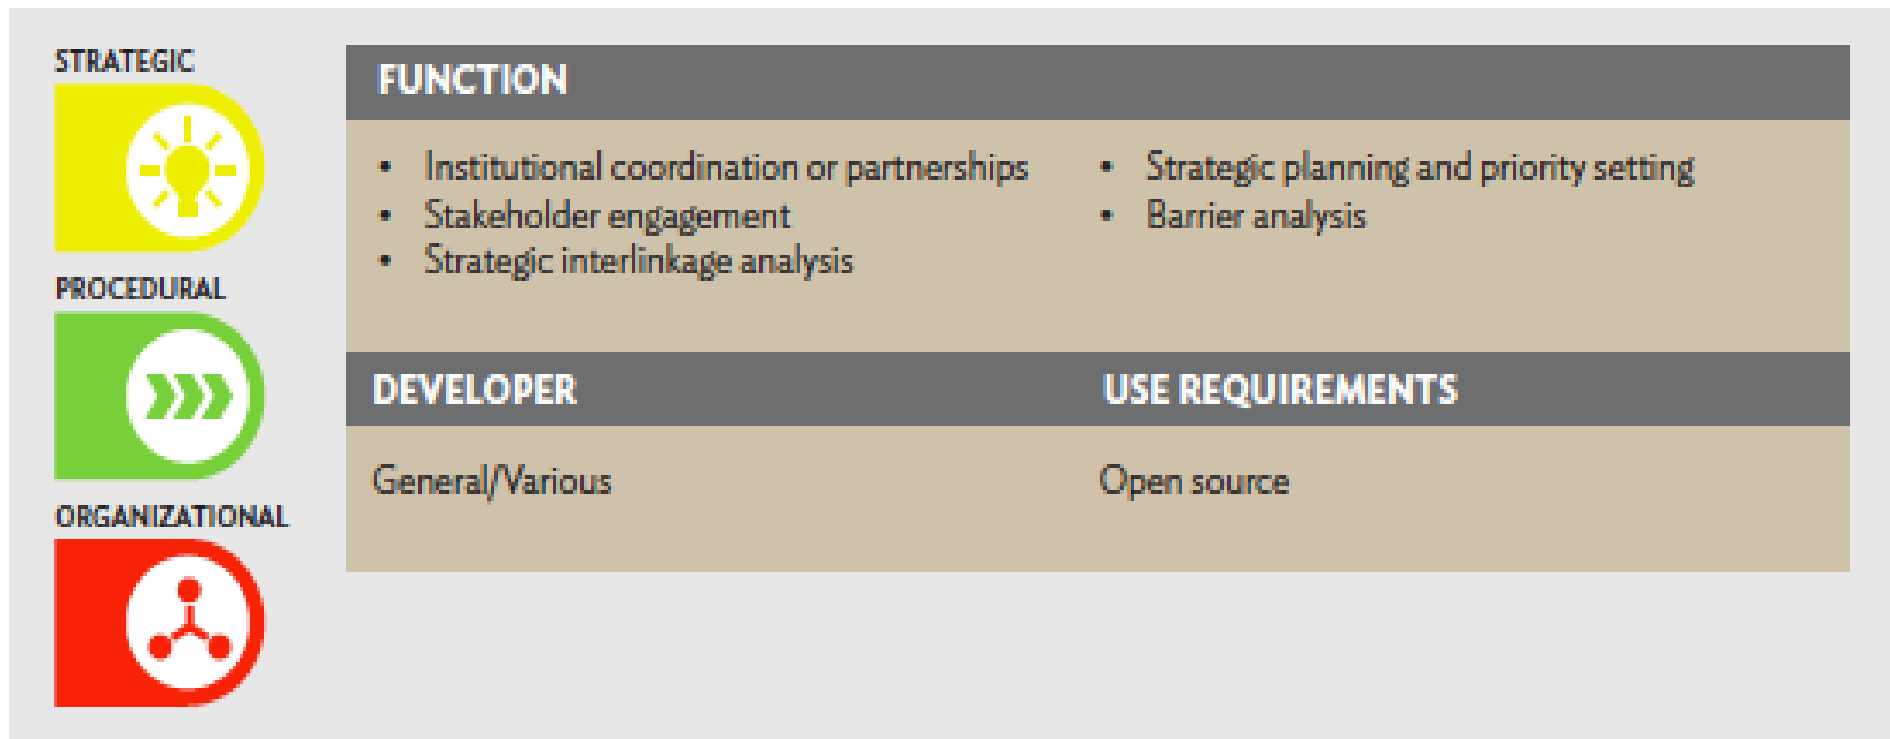 STRATEGIC
PROCEDURAL
ORGANIZATIONAL
FUNCTION
• Institutional coordination or partnerships
• Stakeholder engagement
• Strategic interlinkage analysis
• Strategic planning and priority setting
• Barrier analysis
DEVELOPER
General/Various
USE REQUIREMENTS
Open source